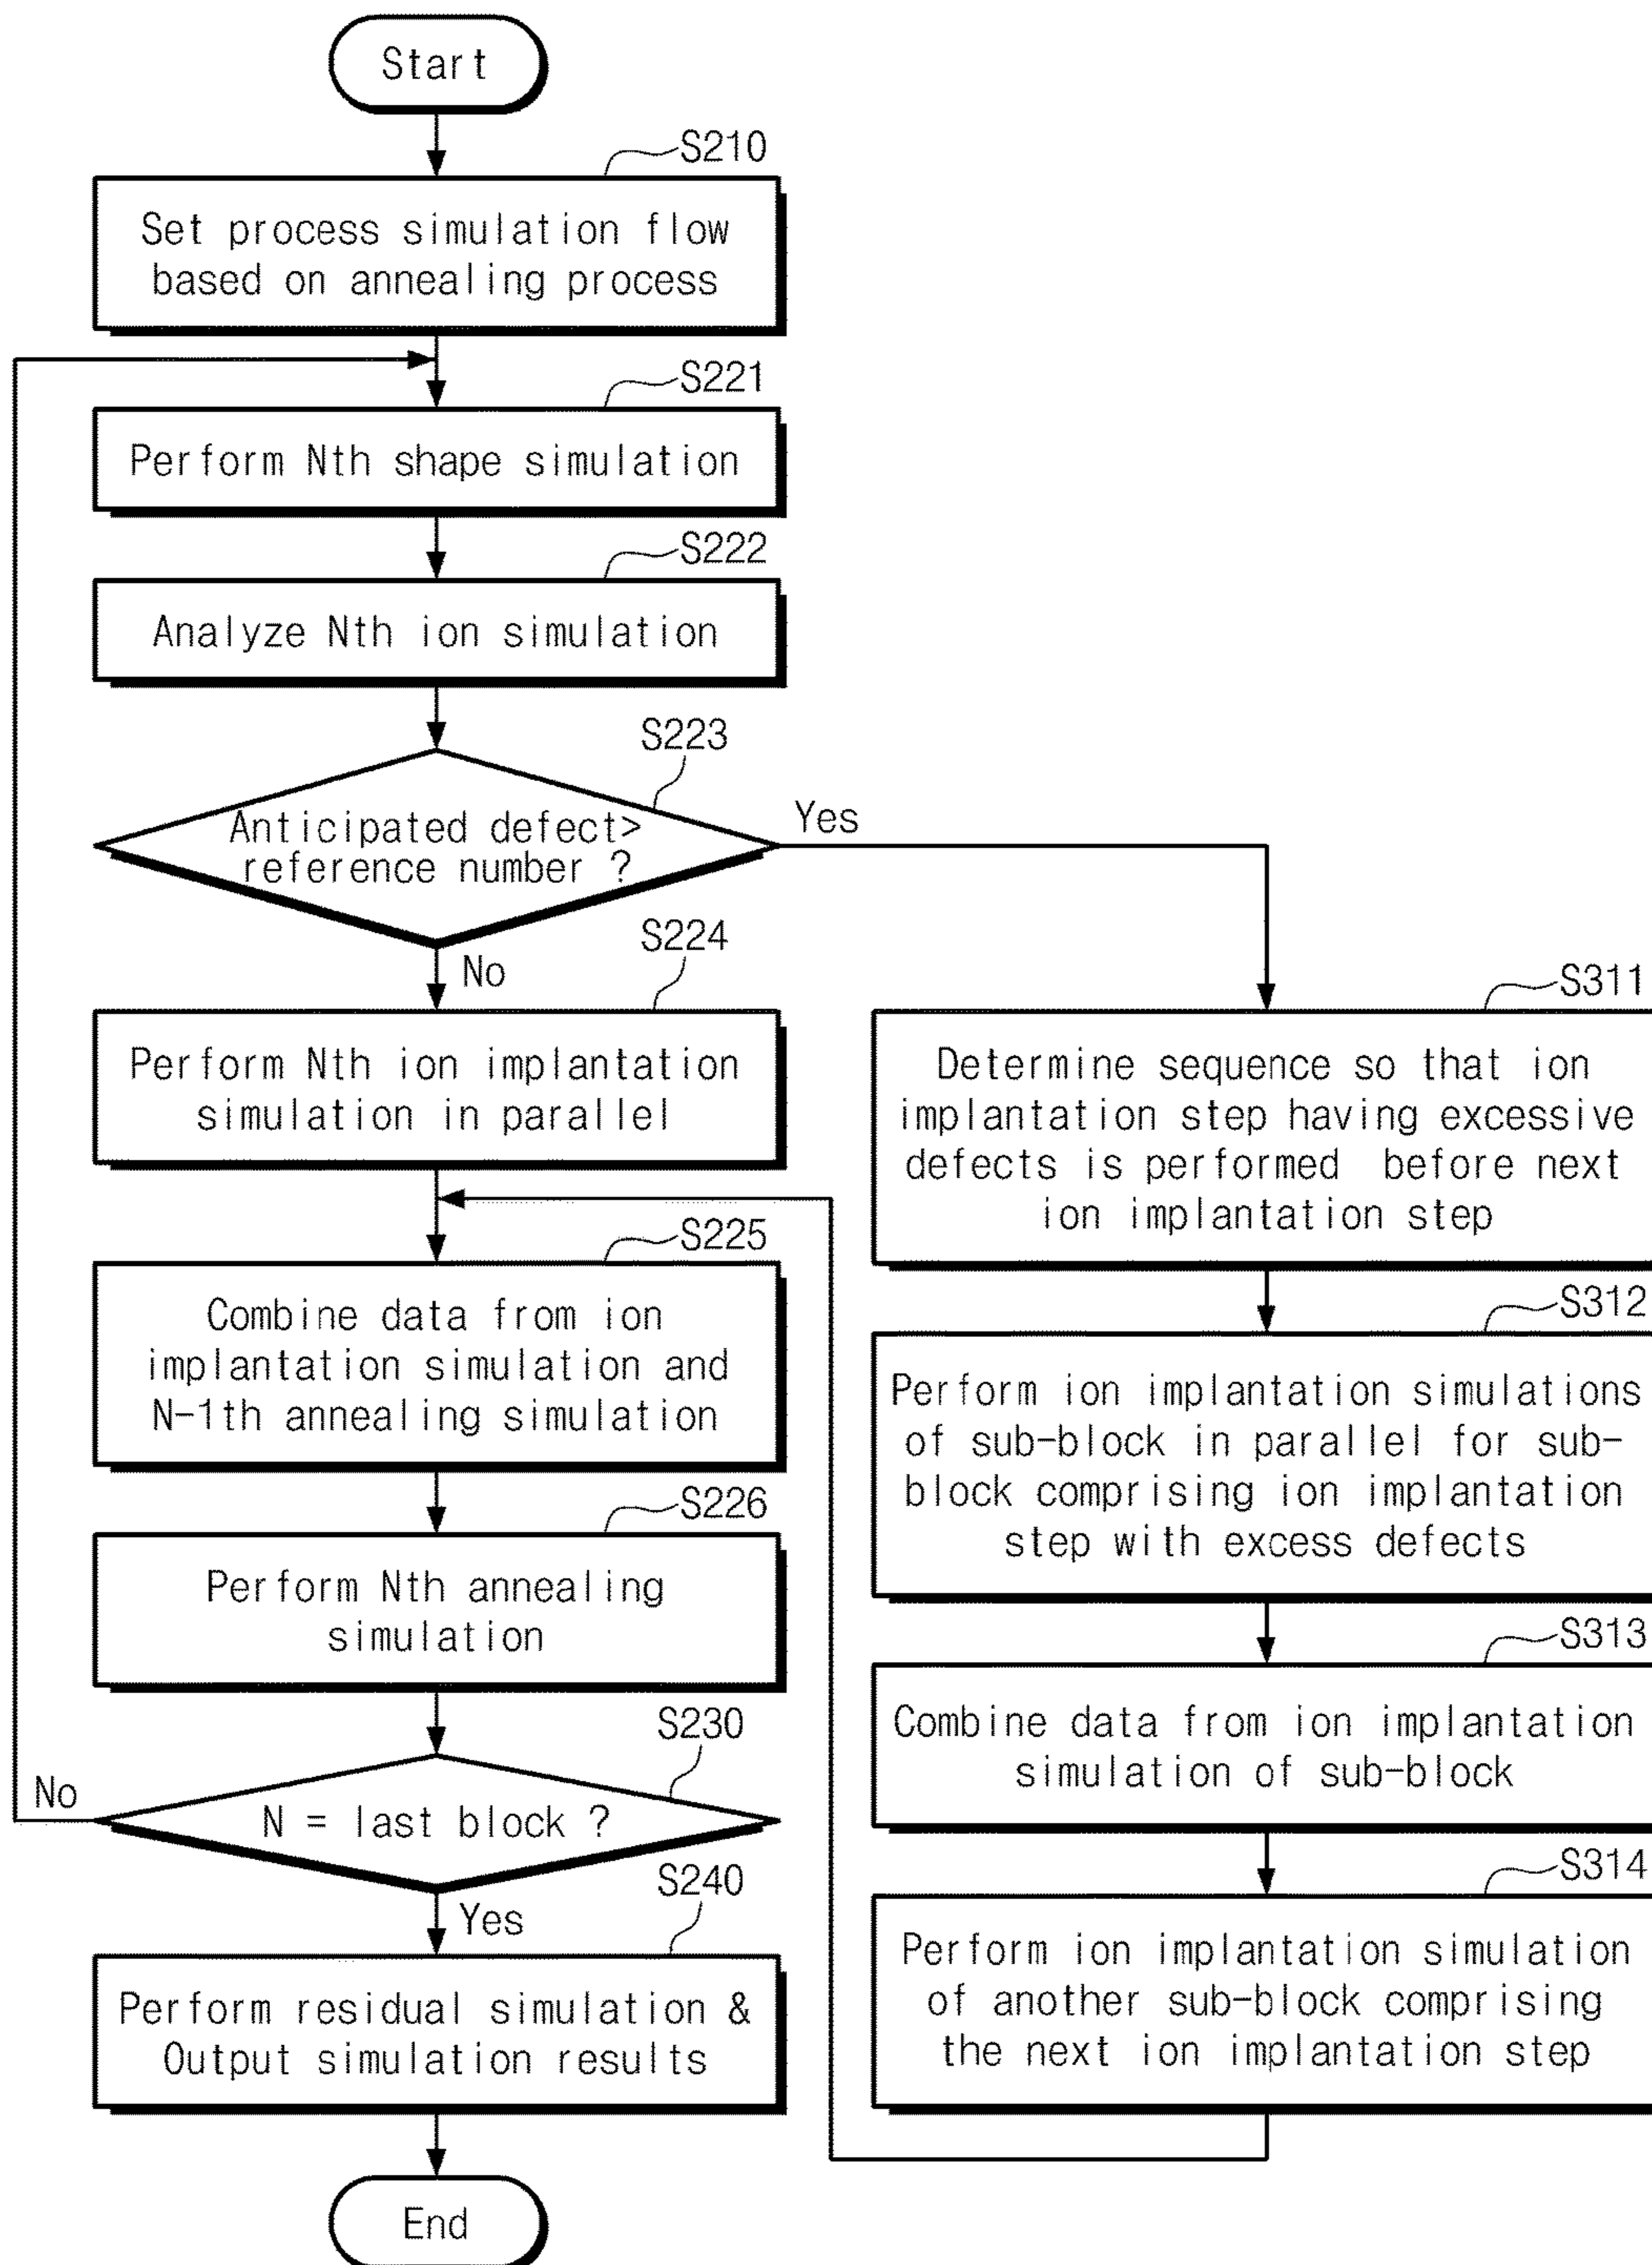 Start
S210
Set process simulation flow
based on annealing process
S221
Perform Nth shape simulation
S222
Analyze Nth ion simulation
S223
Anticipated defect>
reference number ?
Yes
No
S224
Perform Nth ion implantation
simulation in parallel
S225
Combine data from ion
implantation simulation and
N-1th annealing simulation
S226
Perform Nth annealing
simulation
S230
N = last block ?
No
Yes
S240
Perform residual simulation &
Output simulation results
End
S311
Determine sequence so that ion
implantation step having excessive
defects is performed before next
ion implantation step
S312
Perform ion implantation simulations
of sub-block in parallel for sub-
block comprising ion implantation
step with excess defects
S313
Combine data from ion implantation
simulation of sub-block
S314
Perform ion implantation simulation
of another sub-block comprising
the next ion implantation step